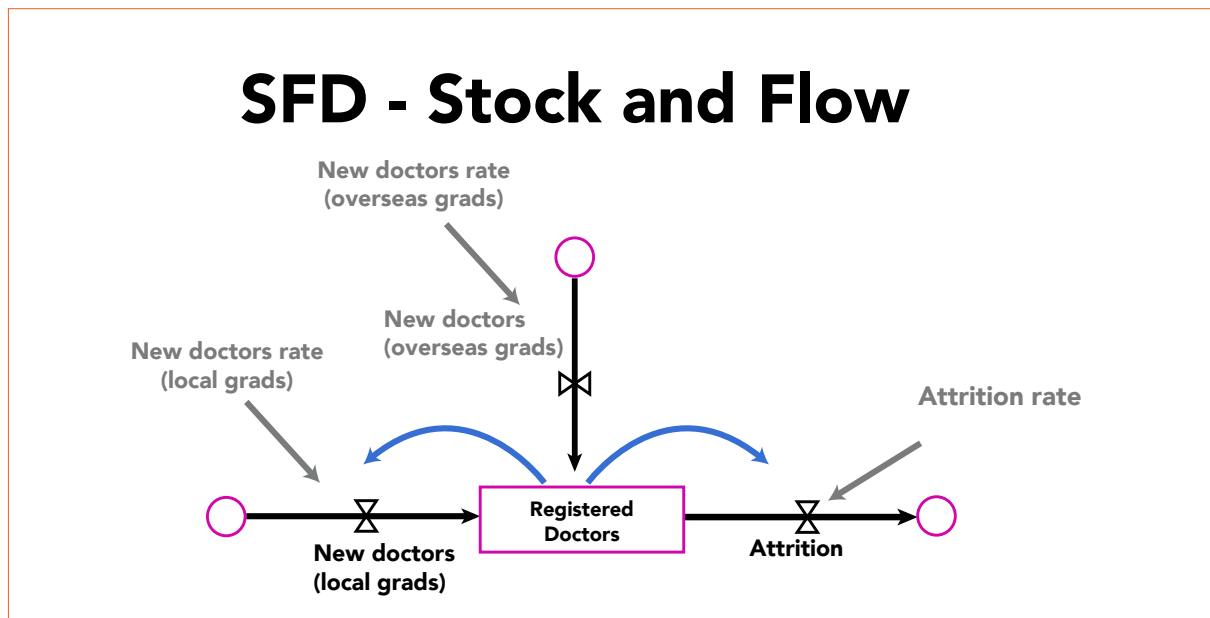 SFD - Stock and Flow
New doctors rate
(overseas grads)
New doctors
(overseas grads)
New doctors rate
(local grads)
Attrition rate
Registered
Doctors
New doctors
(local grads)
Attrition